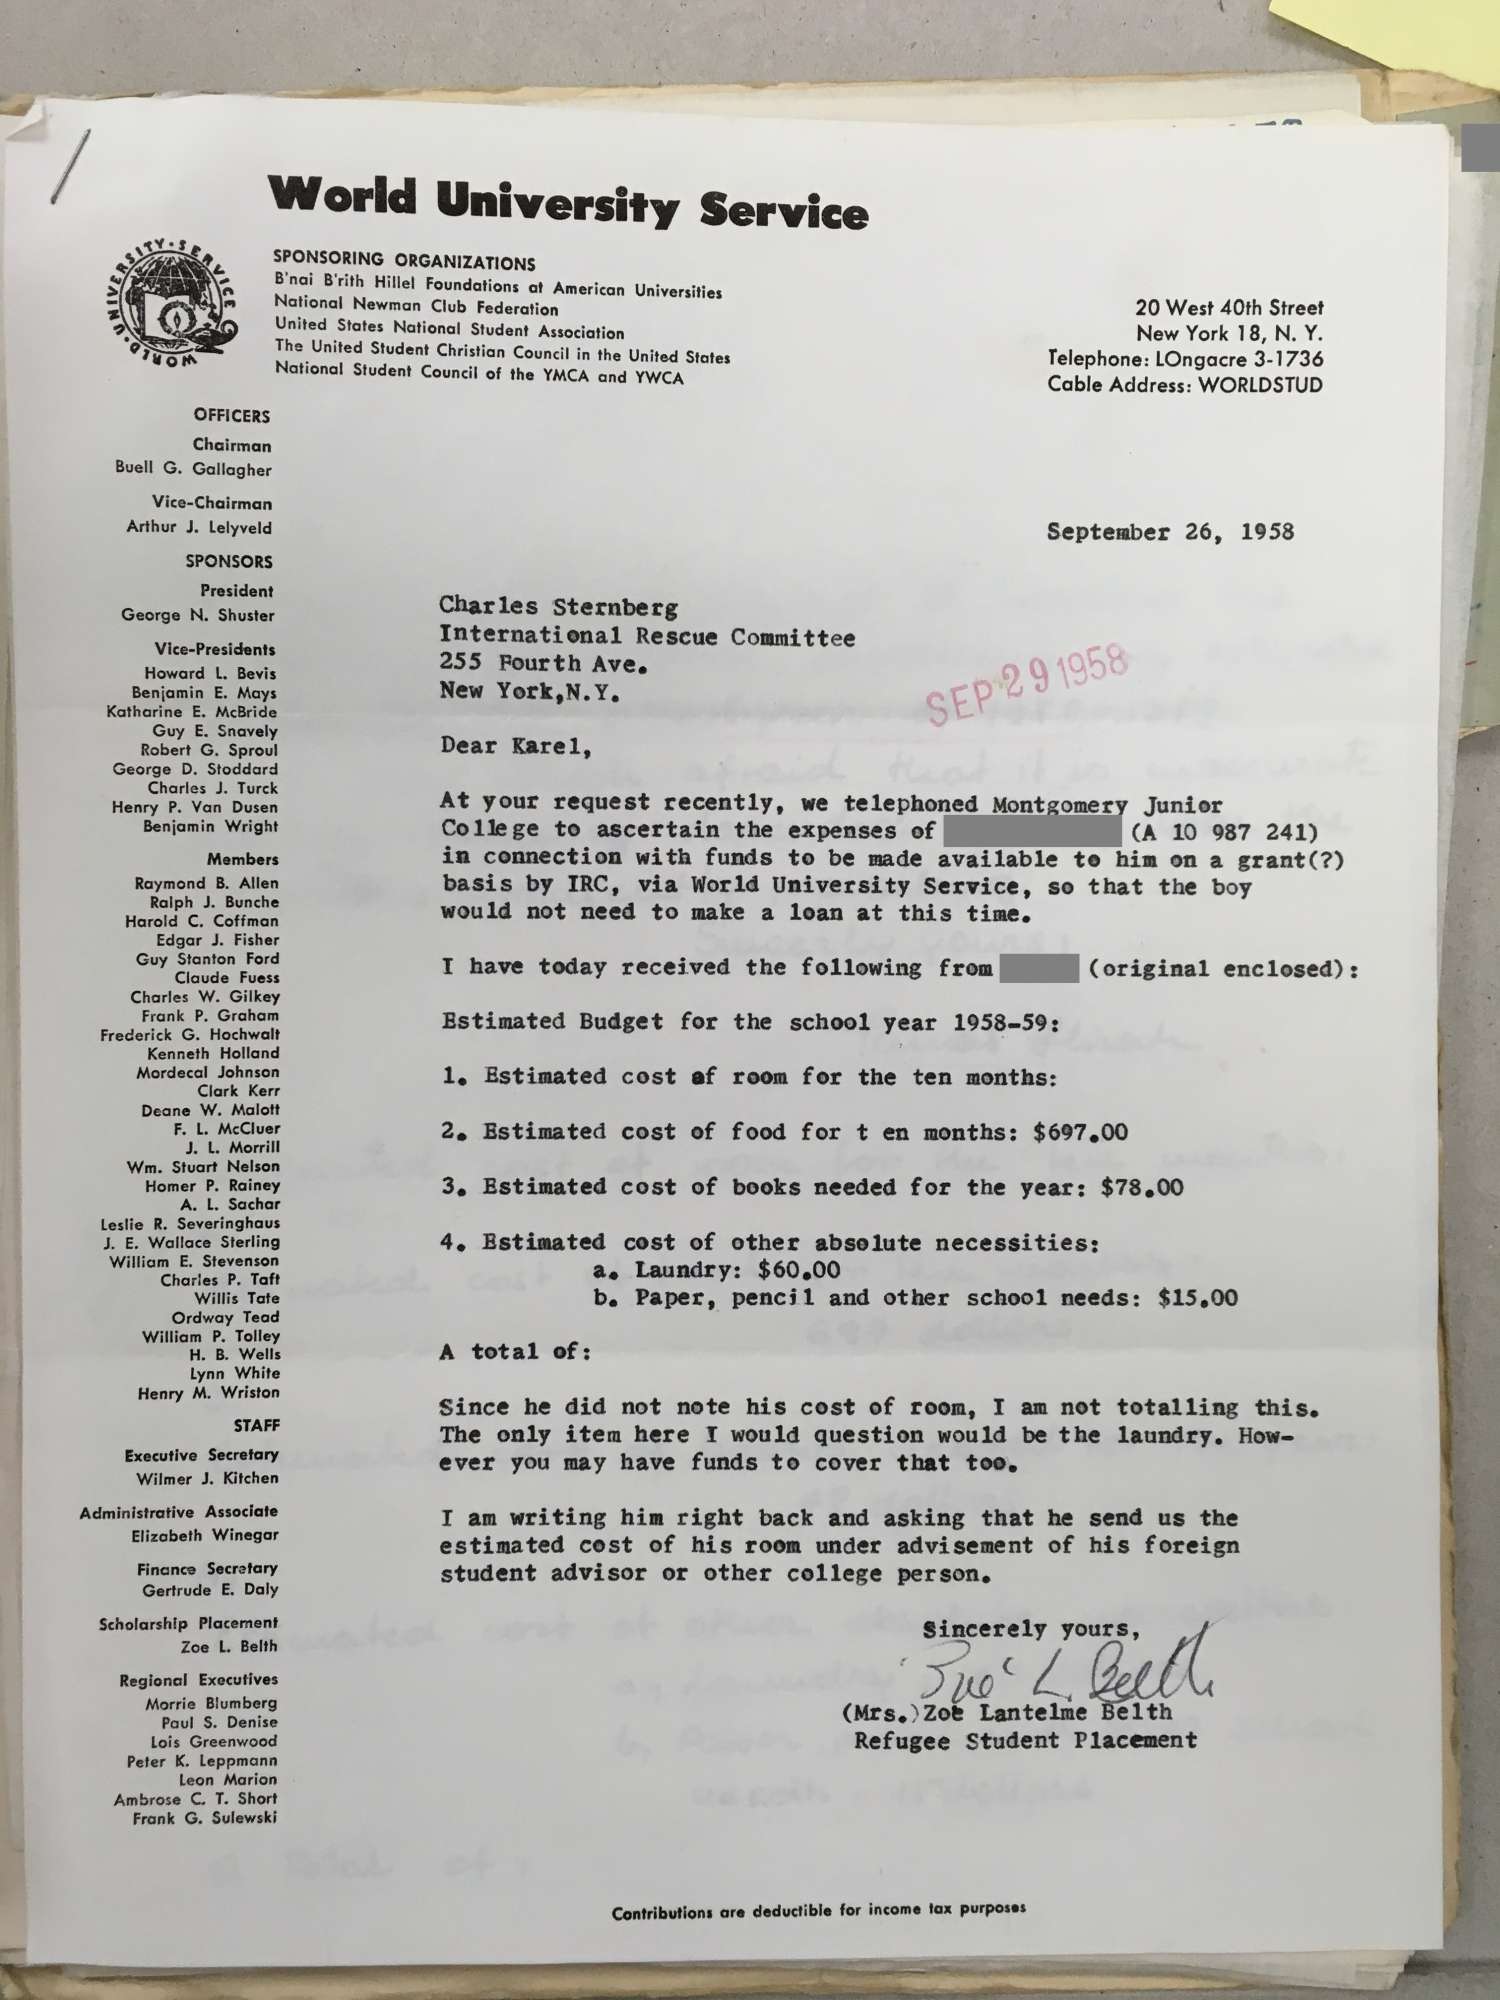 World University Service
WORLD·UNIVERSITY·SERVICE
SPONSORING ORGANIZATIONS
B'nai B'rith Hillel Foundations at American Universities
National Newman Club Federation
United States National Student Association
The United Student Christian Council in the United States
National Student Council of the YMCA and YWCA
20 West 40th Street
New York 18, N. Y.
Telephone: LOngacre 3-1736
Cable Address: WORLDSTUD
OFFICERS
Chairman
Buell G. Gallagher
Vice-Chairman
Arthur J. Lelyveld
SPONSORS
President
George N. Shuster
Vice-Presidents
Howard L. Bevis
Benjamin E. Mays
Katharine E. McBride
Guy E. Snavely
Robert G. Sproul
George D. Stoddard
Charles J. Turck
Henry P. Van Dusen
Benjamin Wright
Members
Raymond B. Allen
Ralph J. Bunche
Harold C. Coffman
Edgar J. Fisher
Guy Stanton Ford
Claude Fuess
Charles W. Gilkey
Frank P. Graham
Frederick G. Hochwalt
Kenneth Holland
Mordecal Johnson
Clark Kerr
Deane W. Malott
F. L. McCluer
J. L. Morrill
Wm. Stuart Nelson
Homer P. Rainey
A. L. Sachar
Leslie R. Severinghaus
J. E. Wallace Sterling
William E. Stevenson
Charles P. Taft
Willis Tate
Ordway Tead
William P. Tolley
H. B. Wells
Lynn White
Henry M. Wriston
STAFF
Executive Secretary
Wilmer J. Kitchen
Administrative Associate
Elizabeth Winegar
Finance Secretary
Gertrude E. Daly
Scholarship Placement
Zoe L. Belth
Regional Executives
Morrie Blumberg
Paul S. Denise
Lois Greenwood
Peter K. Leppmann
Leon Marion
Ambrose C. T. Short
Frank G. Sulewski
September 26, 1958
Charles Sternberg
International Rescue Committee
255 Fourth Ave.
New York,N.Y.
SEP 29 1958
Dear Karel,
At your request recently, we telephoned Montgomery Junior
College to ascertain the expenses of (A 10 987 241)
in connection with funds to be made available to him on a grant(?)
basis by IRC, via World University Service, so that the boy
would not need to make a loan at this time.
I have today received the following from (original enclosed):
Estimated Budget for the school year 1958-59:
1. Estimated cost of room for the ten months:
2. Estimated cost of food for t en months: $697.00
3. Estimated cost of books needed for the year: $78.00
4. Estimated cost of other absolute necessities:
a. Laundry: $60.00
b. Paper, pencil and other school needs: $15.00
A total of:
Since he did not note his cost of room, I am not totalling this.
The only item here I would question would be the laundry. How-
ever you may have funds to cover that too.
I am writing him right back and asking that he send us the
estimated cost of his room under advisement of his foreign
student advisor or other college person.
Sincerely yours,
Zoe L. Belth
(Mrs.)Zoe Lantelme Belth
Refugee Student Placement
Contributions are deductible for income tax purposes